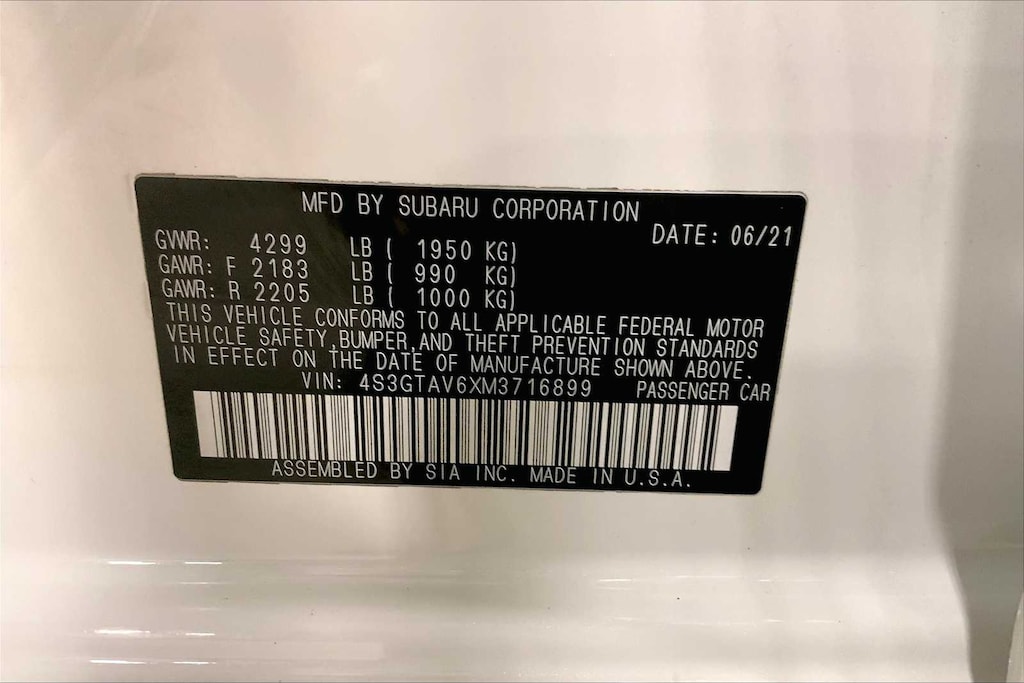 MFD BY SUBARU CORPORATION
DATE: 06/21
GVWR: 4299 LB ( 1950 KG)
GAWR: F 2183 LB ( 990 KG)
GAWR: R 2205 LB ( 1000 KG)
THIS VEHICLE CONFORMS TO ALL APPLICABLE FEDERAL MOTOR
VEHICLE SAFETY,BUMPER,AND THEFT PREVENTION STANDARDS
IN EFFECT ON THE DATE OF MANUFACTURE SHOWN ABOVE.
VIN: 4S3GTAV6XM3716899 PASSENGER CAR
ASSEMBLED BY SIA INC. MADE IN U.S.A.